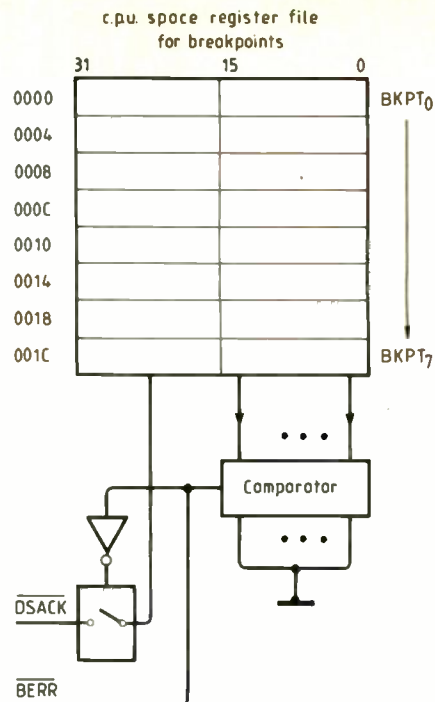 c.p.u. space register file
for breakpoints
31 15 0
0000 BKPT0
0004
0008
000C
0010
0014
0018
001C BKPT7
Comparator
DSACK
BERR